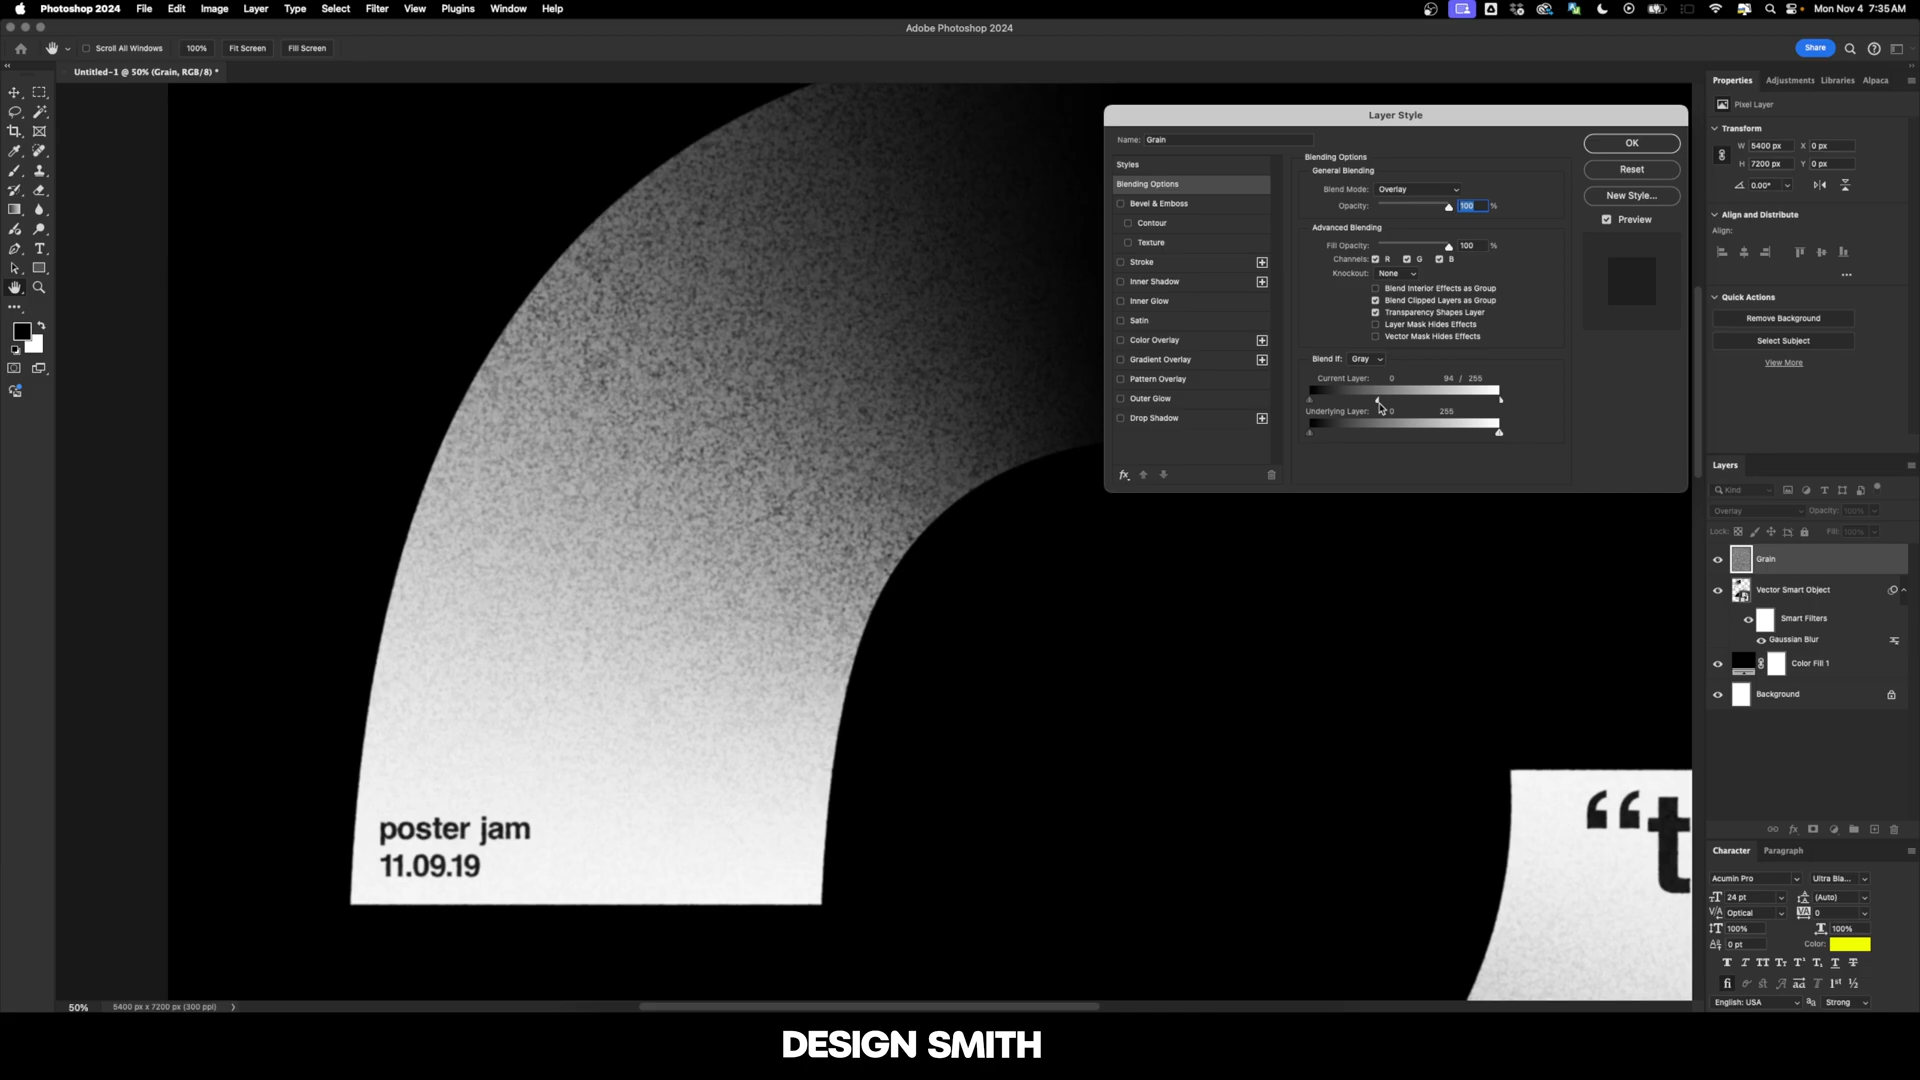 Photoshop 2024 File Edit Image Layer Type Select Filter View Plugins Window Help Mon Nov 4 7:35 AM
Adobe Photoshop 2024
Scroll All Windows 100% Fit Screen Fill Screen Share
Untitled-1 @ 50% (Grain, RGB/8) *
Properties Adjustments Libraries Alpaca
Pixel Layer
Transform
W 5400 px X 0 px
H 7200 px Y 0 px
0.00°
Align and Distribute
Align:
Quick Actions
Remove Background
Select Subject
View More
Layer Style
Name: Grain
Styles
Blending Options
Bevel & Emboss
Contour
Texture
Stroke
Inner Shadow
Inner Glow
Satin
Color Overlay
Gradient Overlay
Pattern Overlay
Outer Glow
Drop Shadow
fx
Blending Options
General Blending
Blend Mode: Overlay
Opacity: 100 %
Advanced Blending
Fill Opacity: 100 %
Channels: R G B
Knockout: None
Blend Interior Effects as Group
Blend Clipped Layers as Group
Transparency Shapes Layer
Layer Mask Hides Effects
Vector Mask Hides Effects
Blend If: Gray
Current Layer: 0 94 / 255
Underlying Layer: 0 255
OK
Reset
New Style...
Preview
Layers
Kind
Overlay Opacity: 100%
Lock: Fill: 100%
Grain
Vector Smart Object
Smart Filters
Gaussian Blur
Color Fill 1
Background
fx
Character Paragraph
Acumin Pro Ultra Bla...
24 pt (Auto)
Optical 0
100% 100%
0 pt Color:
English: USA Strong
poster jam
11.09.19
“t
50% 5400 px x 7200 px (300 ppi)
DESIGN SMITH